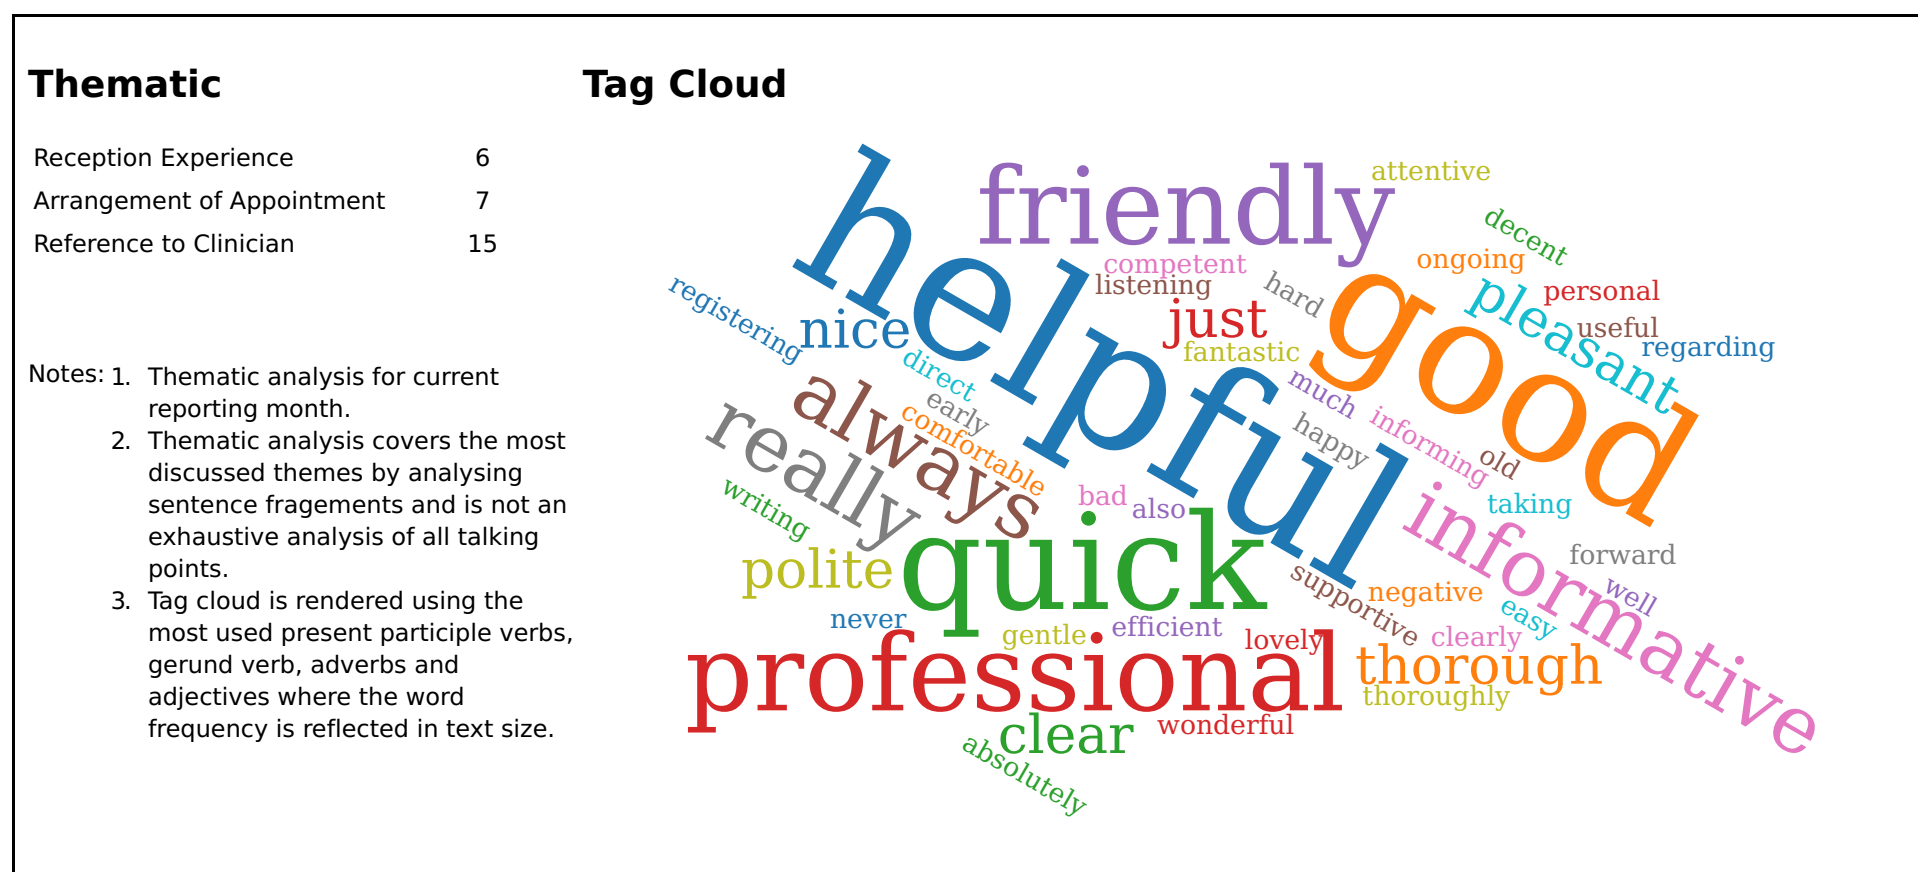 Thematic
Tag Cloud
Reception Experience 6
Arrangement of Appointment 7
Reference to Clinician 15
Notes: 1. Thematic analysis for current
reporting month.
2. Thematic analysis covers the most
discussed themes by analysing
sentence fragements and is not an
exhaustive analysis of all talking
points.
3. Tag cloud is rendered using the
most used present participle verbs,
gerund verb, adverbs and
adjectives where the word
frequency is reflected in text size.
helpful
friendly
attentive
decent
competent
listening
hard
ongoing
good
pleasant
personal
useful
regarding
registering
nice
just
fantastic
direct
early
comfortable
always
really
much
happy
informing
old
taking
writing
bad
also
quick
polite
informative
forward
well
supportive
negative
easy
never
gentle
efficient
lovely
clearly
professional
thorough
thoroughly
clear
wonderful
absolutely